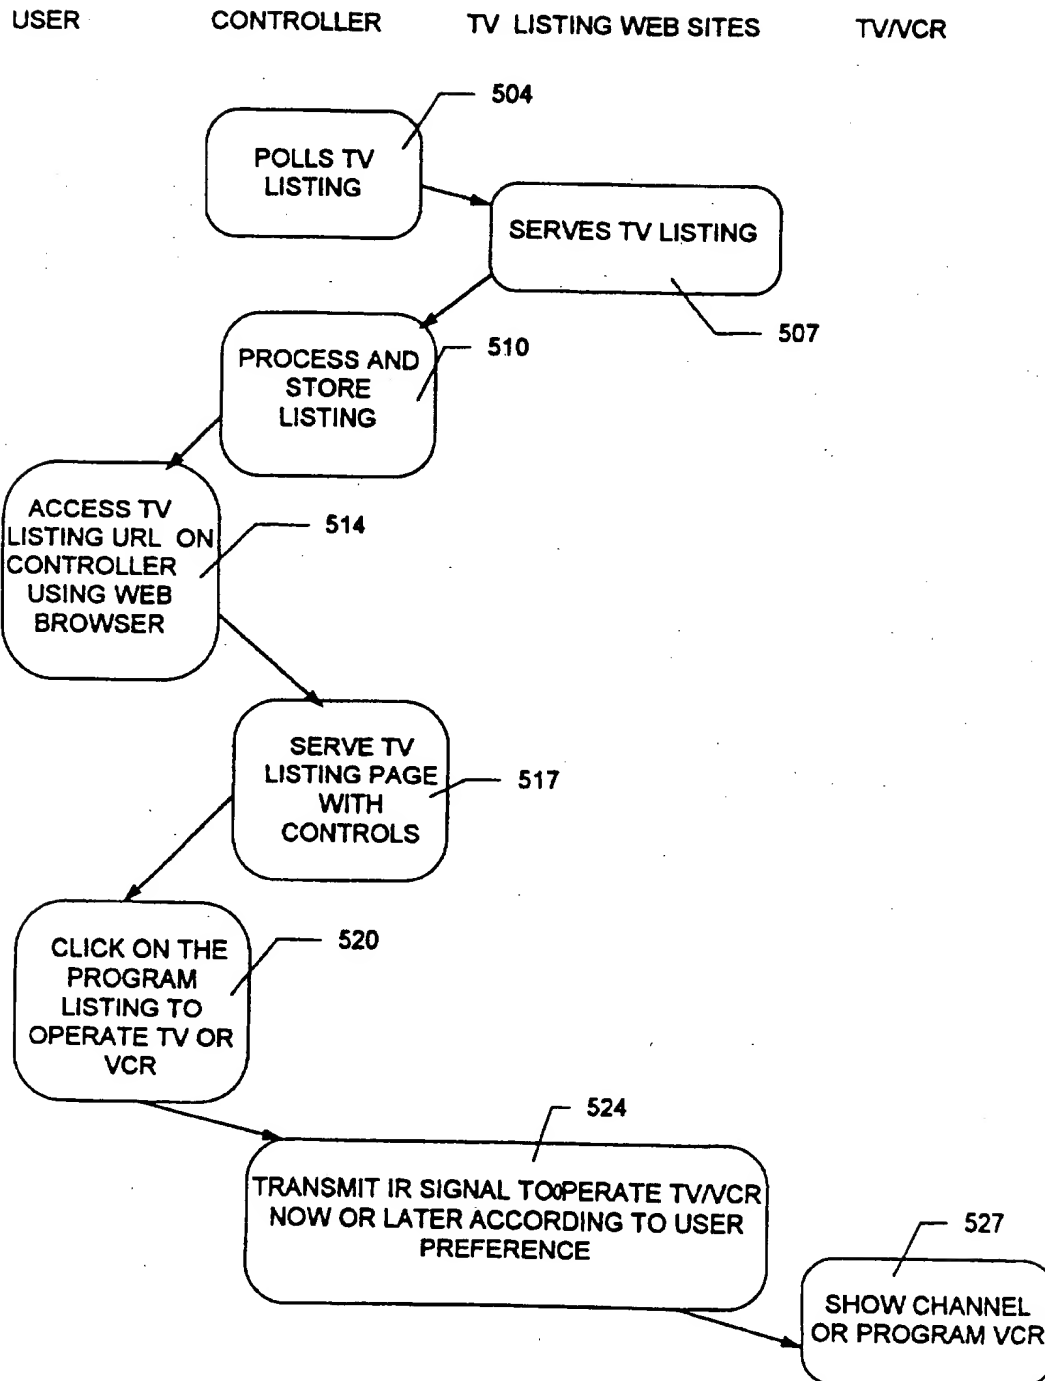 USER CONTROLLER TV LISTING WEB SITES TV/VCR
504
POLLS TV
LISTING
SERVES TV LISTING
507
PROCESS AND
STORE
LISTING
510
ACCESS TV
LISTING URL ON
CONTROLLER
USING WEB
BROWSER
514
SERVE TV
LISTING PAGE
WITH
CONTROLS
517
CLICK ON THE
PROGRAM
LISTING TO
OPERATE TV OR
VCR
520
524
TRANSMIT IR SIGNAL TO OPERATE TV/VCR
NOW OR LATER ACCORDING TO USER
PREFERENCE
527
SHOW CHANNEL
OR PROGRAM VCR